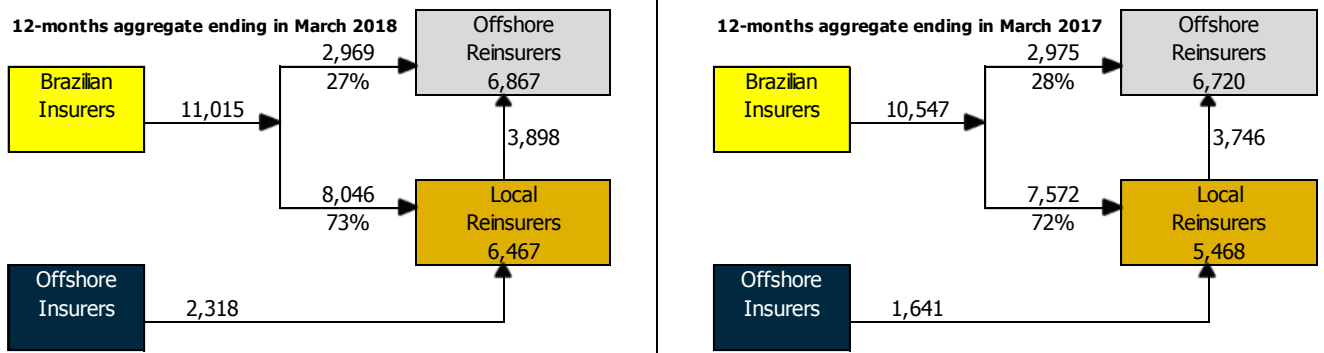 12-months aggregate ending in March 2018
Offshore
Reinsurers
6,867
2,969
27%
Brazilian
Insurers
11,015
3,898
8,046
73%
Local
Reinsurers
6,467
Offshore
Insurers
2,318
12-months aggregate ending in March 2017
Offshore
Reinsurers
6,720
2,975
28%
Brazilian
Insurers
10,547
3,746
7,572
72%
Local
Reinsurers
5,468
Offshore
Insurers
1,641